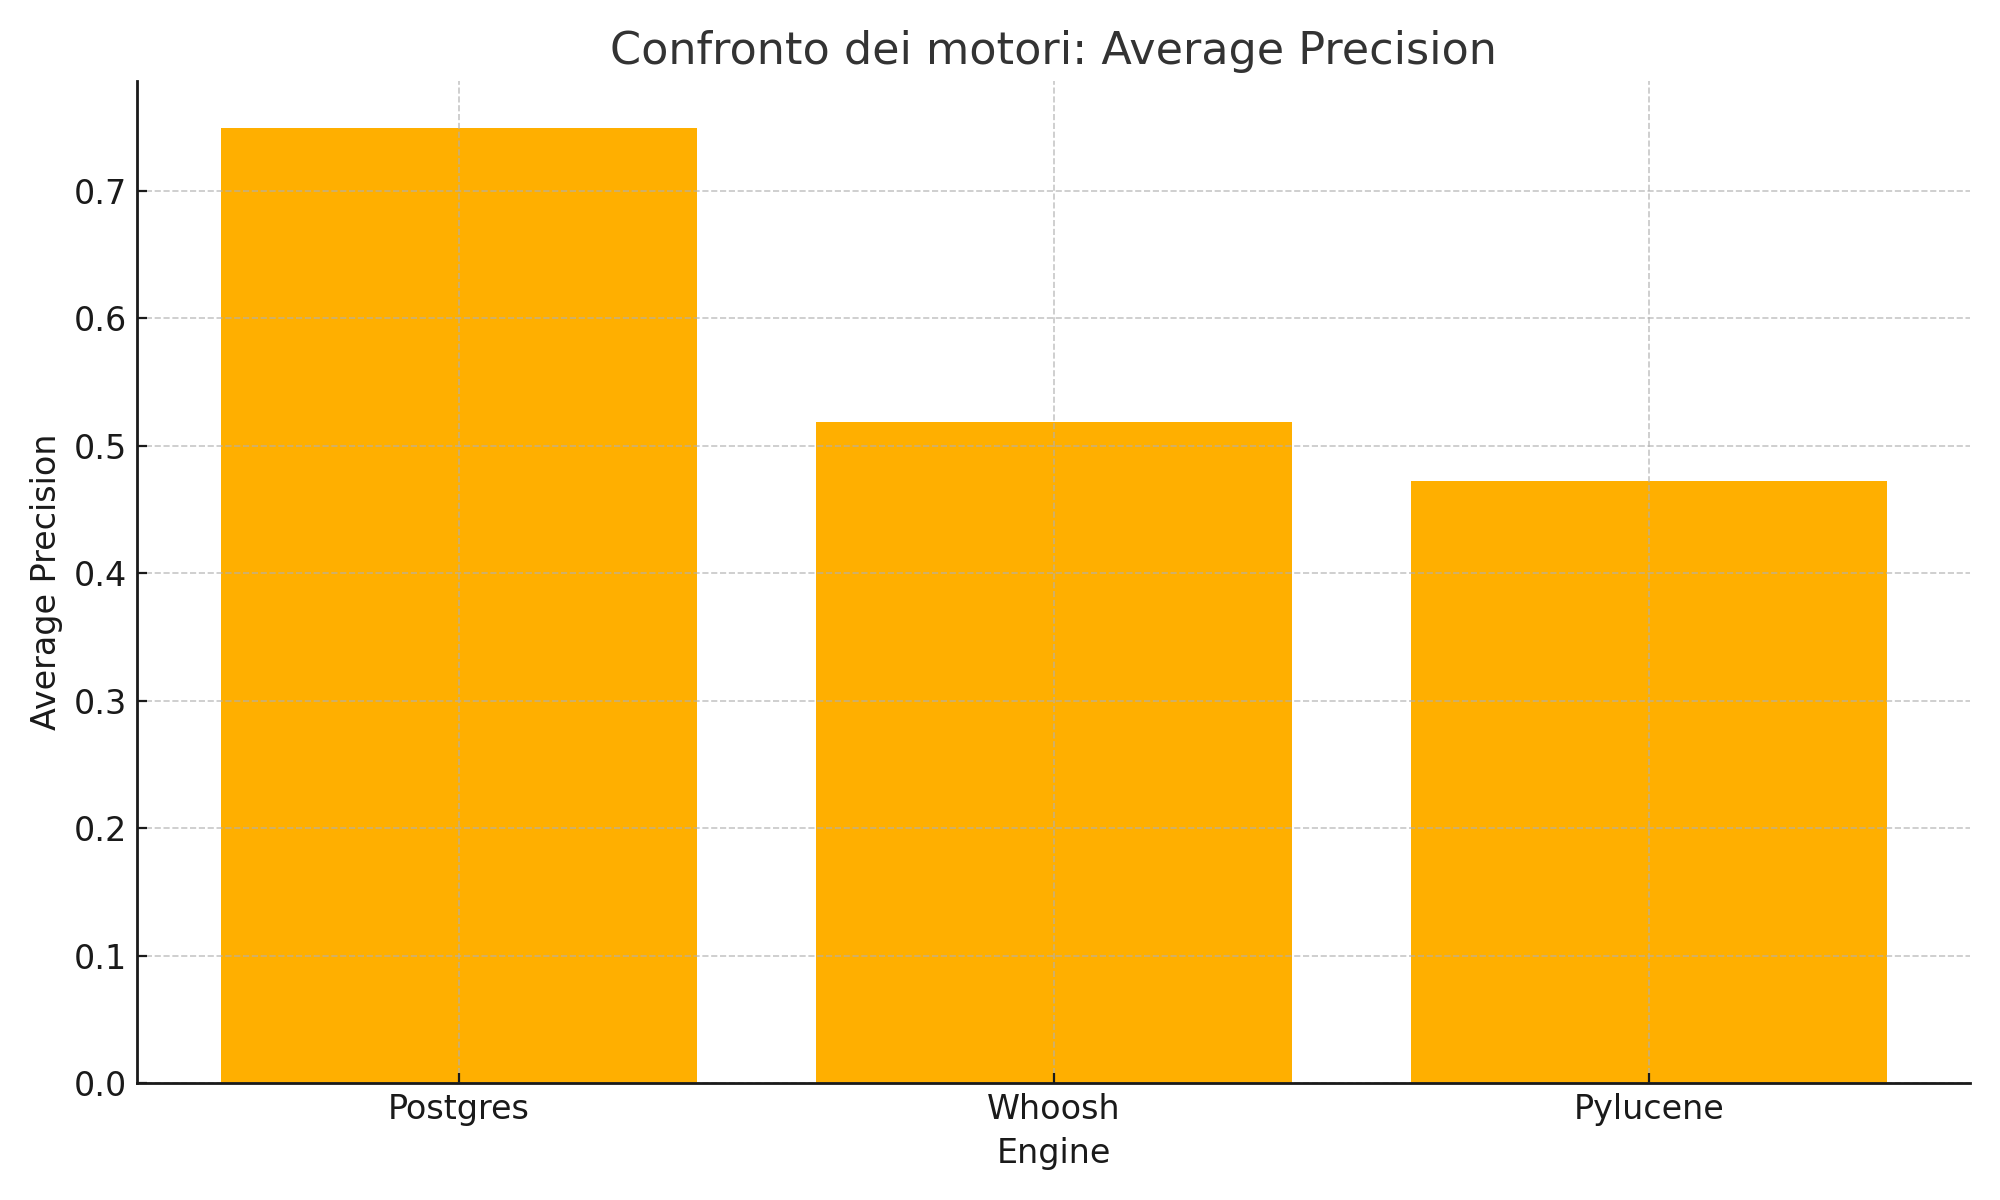 Confronto dei motori: Average Precision
Average Precision
0.7
0.6
0.5
0.4
0.3
0.2
0.1
0.0
Postgres
Whoosh
Pylucene
Engine